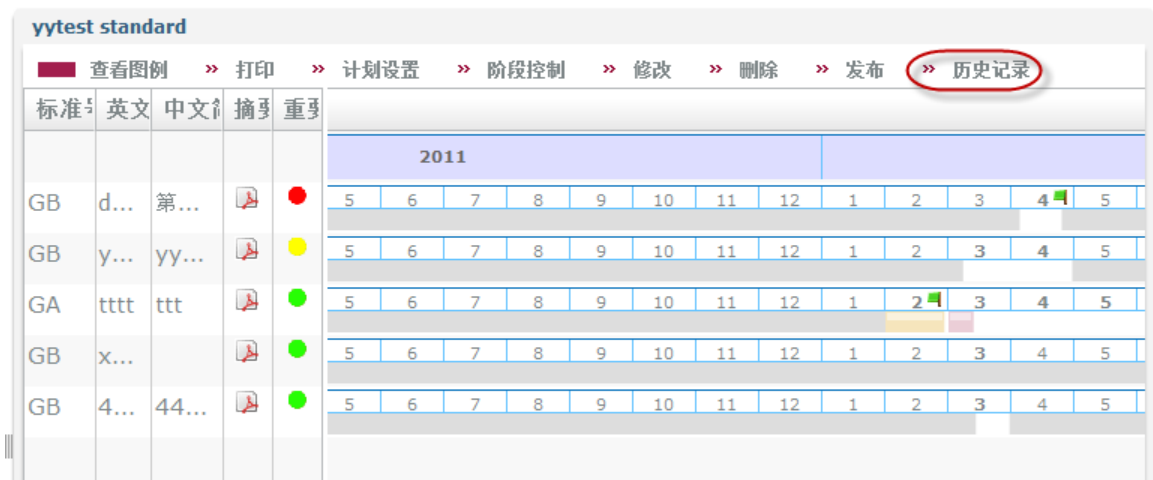 yytest standard
查看图例 » 打印 » 计划设置 » 阶段控制 » 修改 » 删除 » 发布 » 历史记录
标准 英文 中文 摘 重
2011
GB d... 第... 5 6 7 8 9 10 11 12 1 2 3 4 5
GB y... yy... 5 6 7 8 9 10 11 12 1 2 3 4 5
GA tttt ttt 5 6 7 8 9 10 11 12 1 2 3 4 5
GB x... 5 6 7 8 9 10 11 12 1 2 3 4 5
GB 4... 44... 5 6 7 8 9 10 11 12 1 2 3 4 5